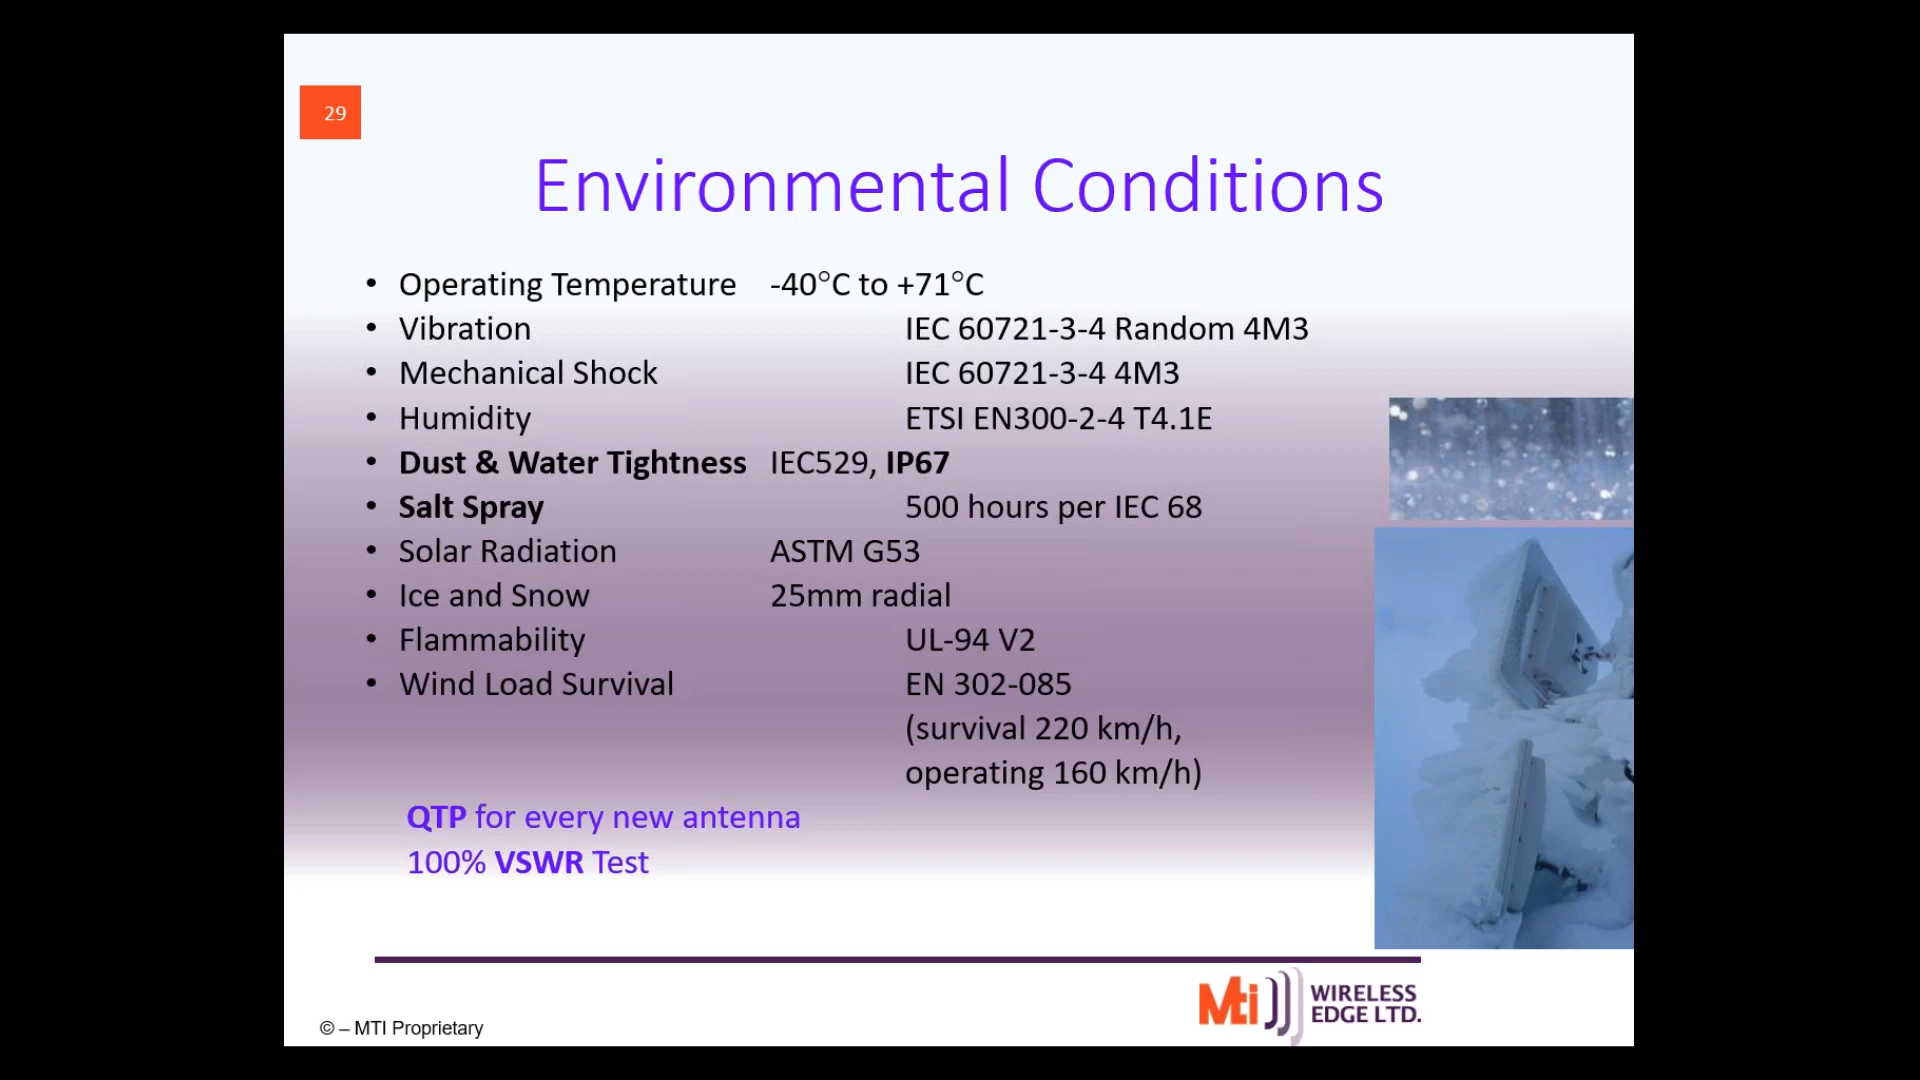 29
Environmental Conditions
• Operating Temperature -40°C to +71°C
• Vibration IEC 60721-3-4 Random 4M3
• Mechanical Shock IEC 60721-3-4 4M3
• Humidity ETSI EN300-2-4 T4.1E
• Dust & Water Tightness IEC529, IP67
• Salt Spray 500 hours per IEC 68
• Solar Radiation ASTM G53
• Ice and Snow 25mm radial
• Flammability UL-94 V2
• Wind Load Survival EN 302-085
(survival 220 km/h,
operating 160 km/h)
QTP for every new antenna
100% VSWR Test
Mti WIRELESS
EDGE LTD.
© – MTI Proprietary